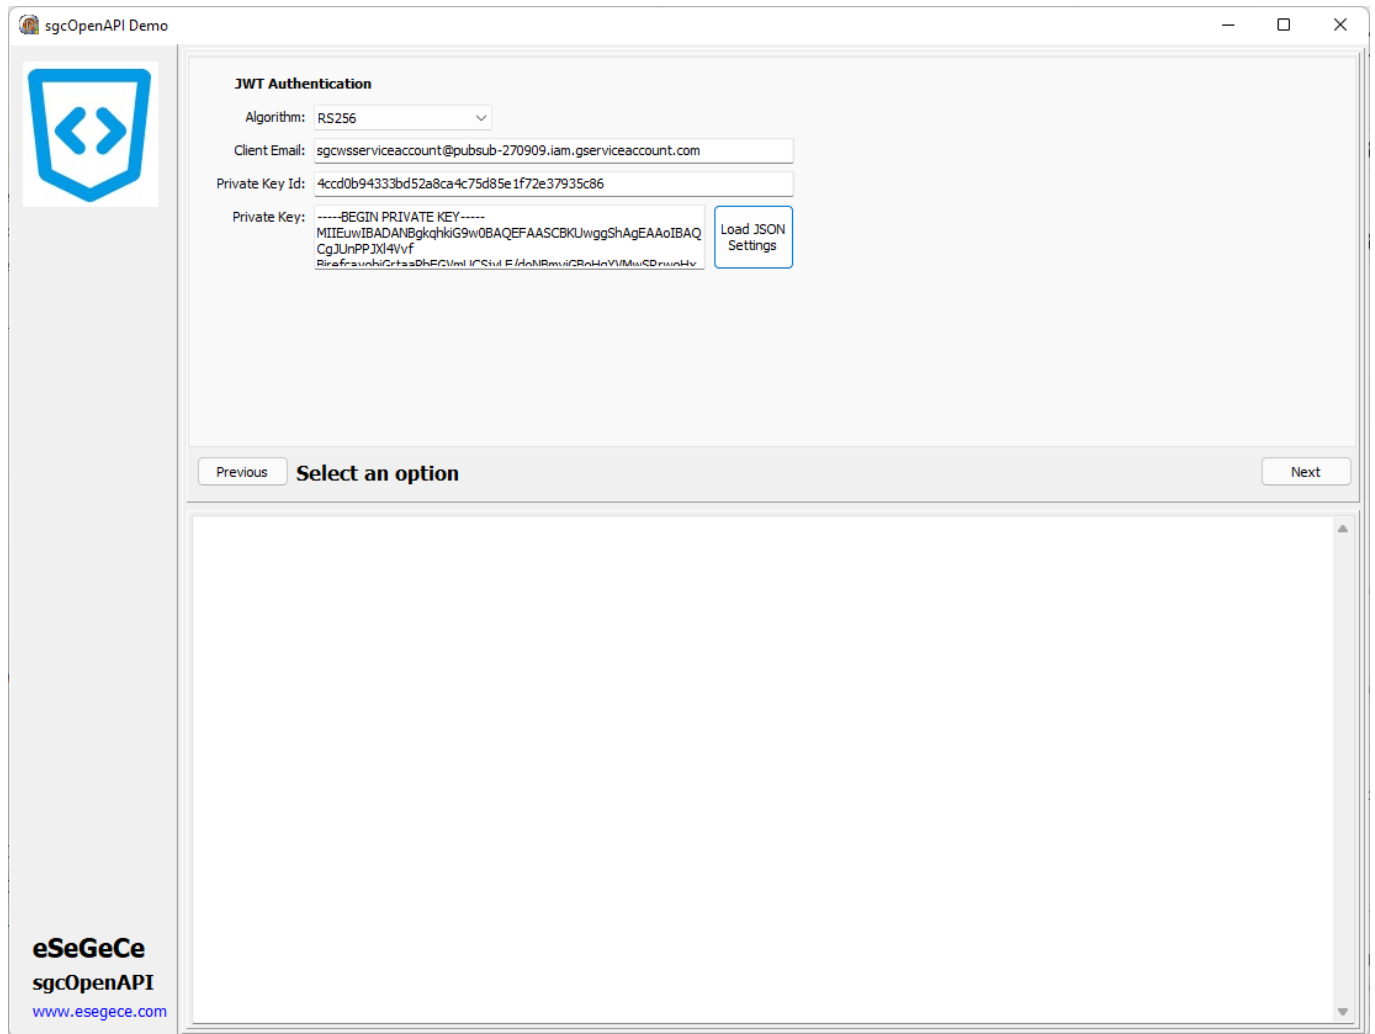 sgcOpenAPI Demo
JWT Authentication
Algorithm: RS256
Client Email: sgcwsserviceaccount@pubsub-270909.iam.gserviceaccount.com
Private Key Id: 4ccd0b94333bd52a8ca4c75d85e1f72e37935c86
Private Key: -----BEGIN PRIVATE KEY-----
MIIEuwIBADANBgkqhkiG9w0BAQEFAASCBKUwggShAgEAAoIBAQ
CgJUnPPJXl4Vvf
Load JSON
Settings
Previous
Select an option
Next
eSeGeCe
sgcOpenAPI
www.esegece.com